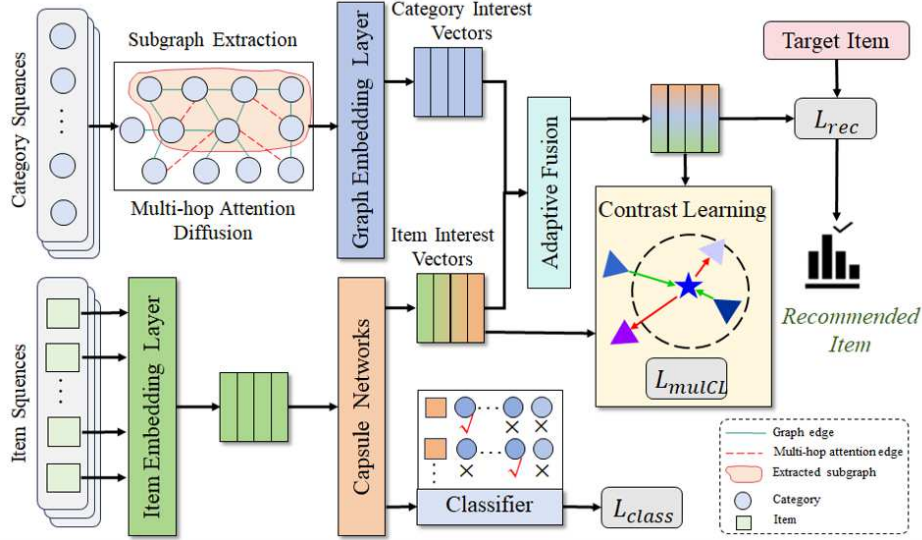 Category Squences
Subgraph Extraction
Multi-hop Attention
Diffusion
Graph Embedding Layer
Category Interest
Vectors
Adaptive Fusion
Target Item
L_rec
Contrast Learning
L_mulCL
Recommended
Item
Item Squences
Item Embedding Layer
Capsule Networks
Item Interest
Vectors
Classifier
L_class
Graph edge
Multi-hop attention edge
Extracted subgraph
Category
Item